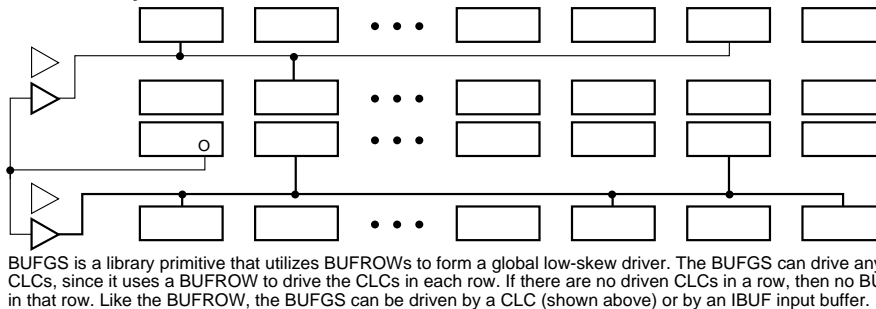 O
BUFGS is a library primitive that utilizes BUFROWs to form a global low-skew driver. The BUFGS can drive any
CLCs, since it uses a BUFROW to drive the CLCs in each row. If there are no driven CLCs in a row, then no
in that row. Like the BUFROW, the BUFGS can be driven by a CLC (shown above) or by an IBUF input buffer.